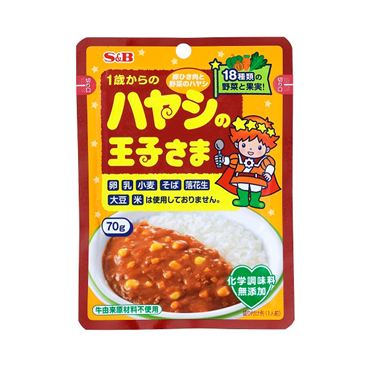 S&B
18種類の
野菜と果実!
豚ひき肉と
野菜のハヤシ
1歳からの
ハヤシの
王子さま
卵 乳 小麦 そば 落花生
大豆 米 は使用しておりません。
70g
化学調味料
無添加
牛由来原材料不使用